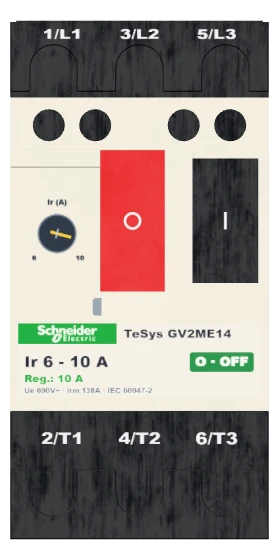 1/L1 3/L2 5/L3
Ir (A)
6 10
O I
Schneider Electric TeSys GV2ME14
Ir 6 - 10 A O - OFF
Reg.: 10 A
Ue 690V~ · Irm 138A · IEC 60947-2
2/T1 4/T2 6/T3